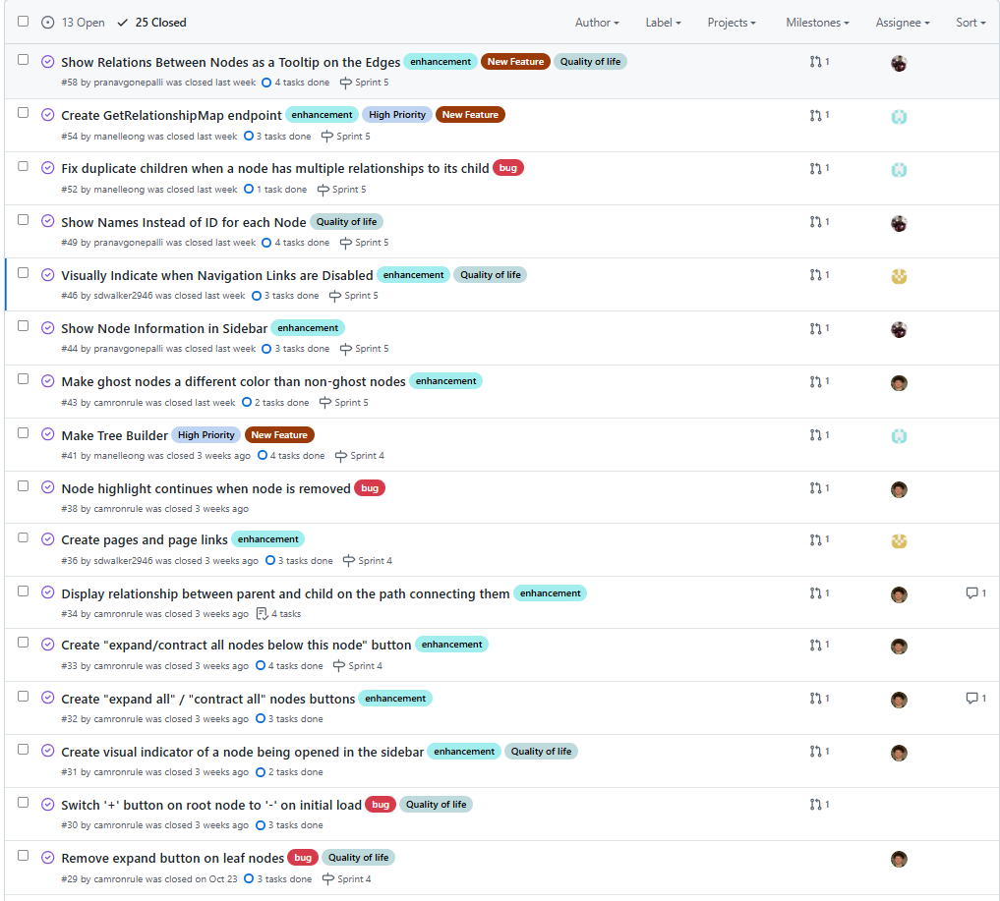 13 Open 25 Closed Author Label Projects Milestones Assignee Sort
Show Relations Between Nodes as a Tooltip on the Edges enhancement New Feature Quality of life 1
#58 by pranavgonepalli was closed last week 4 tasks done Sprint 5
Create GetRelationshipMap endpoint enhancement High Priority New Feature 1
#54 by manelleong was closed last week 3 tasks done Sprint 5
Fix duplicate children when a node has multiple relationships to its child bug 1
#52 by manelleong was closed last week 1 task done Sprint 5
Show Names Instead of ID for each Node Quality of life 1
#49 by pranavgonepalli was closed last week 4 tasks done Sprint 5
Visually Indicate when Navigation Links are Disabled enhancement Quality of life 1
#46 by sdwalker2946 was closed last week 3 tasks done Sprint 5
Show Node Information in Sidebar enhancement 1
#44 by pranavgonepalli was closed last week 3 tasks done Sprint 5
Make ghost nodes a different color than non-ghost nodes enhancement 1
#43 by camronrule was closed last week 2 tasks done Sprint 5
Make Tree Builder High Priority New Feature 1
#41 by manelleong was closed 3 weeks ago 4 tasks done Sprint 4
Node highlight continues when node is removed bug 1
#38 by camronrule was closed 3 weeks ago
Create pages and page links enhancement 1
#36 by sdwalker2946 was closed 3 weeks ago 3 tasks done Sprint 4
Display relationship between parent and child on the path connecting them enhancement 1 1
#34 by camronrule was closed 3 weeks ago 4 tasks
Create "expand/contract all nodes below this node" button enhancement 1
#33 by camronrule was closed 3 weeks ago 4 tasks done Sprint 4
Create "expand all" / "contract all" nodes buttons enhancement 1 1
#32 by camronrule was closed 3 weeks ago 3 tasks done
Create visual indicator of a node being opened in the sidebar enhancement Quality of life 1
#31 by camronrule was closed 3 weeks ago 2 tasks done
Switch '+' button on root node to '-' on initial load bug Quality of life 1
#30 by camronrule was closed 3 weeks ago 3 tasks done
Remove expand button on leaf nodes bug Quality of life
#29 by camronrule was closed on Oct 23 3 tasks done Sprint 4